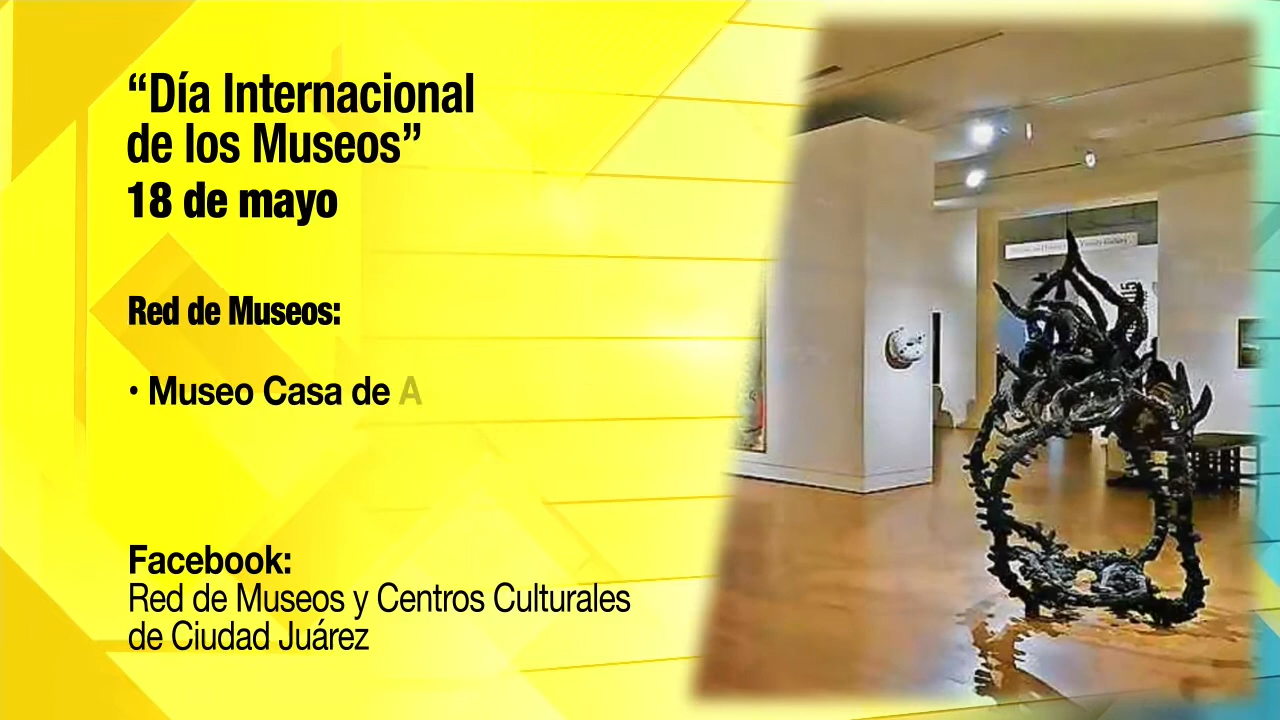 “Día Internacional
de los Museos”
18 de mayo
Red de Museos:
• Museo Casa de A
Facebook:
Red de Museos y Centros Culturales
de Ciudad Juárez